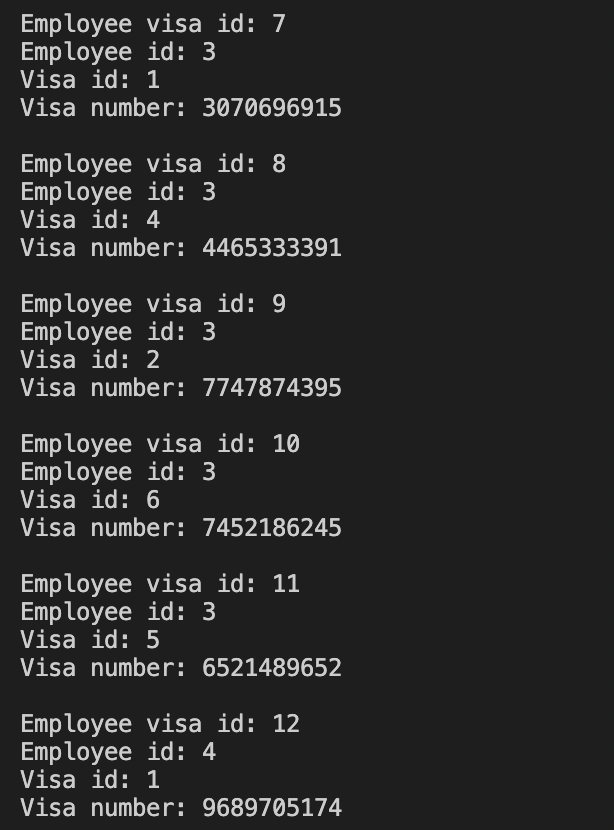 Employee visa id: 7
Employee id: 3
Visa id: 1
Visa number: 3070696915
Employee visa id: 8
Employee id: 3
Visa id: 4
Visa number: 4465333391
Employee visa id: 9
Employee id: 3
Visa id: 2
Visa number: 7747874395
Employee visa id: 10
Employee id: 3
Visa id: 6
Visa number: 7452186245
Employee visa id: 11
Employee id: 3
Visa id: 5
Visa number: 6521489652
Employee visa id: 12
Employee id: 4
Visa id: 1
Visa number: 9689705174